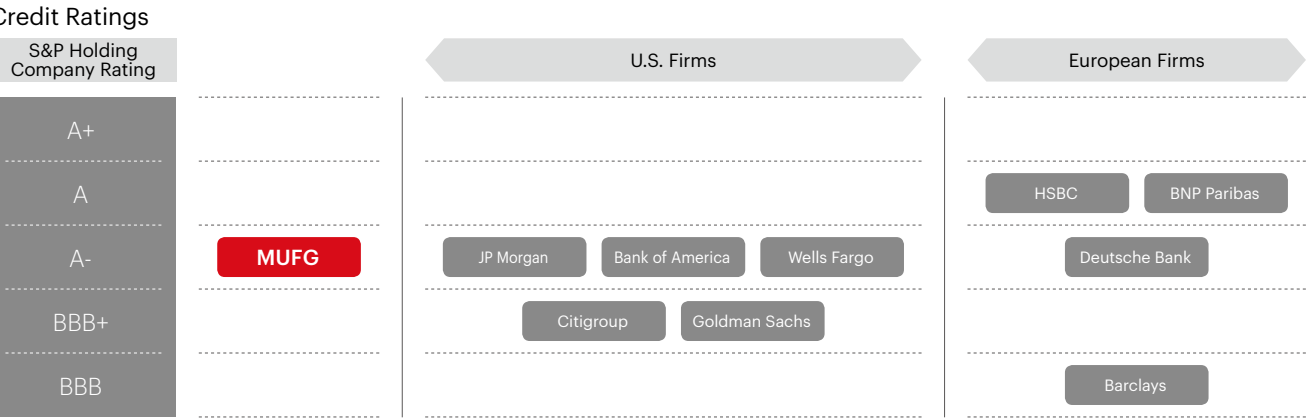 Credit Ratings
S&P Holding
Company Rating
U.S. Firms
European Firms
A+
A
HSBC
BNP Paribas
A-
MUFG
JP Morgan
Bank of America
Wells Fargo
Deutsche Bank
BBB+
Citigroup
Goldman Sachs
BBB
Barclays